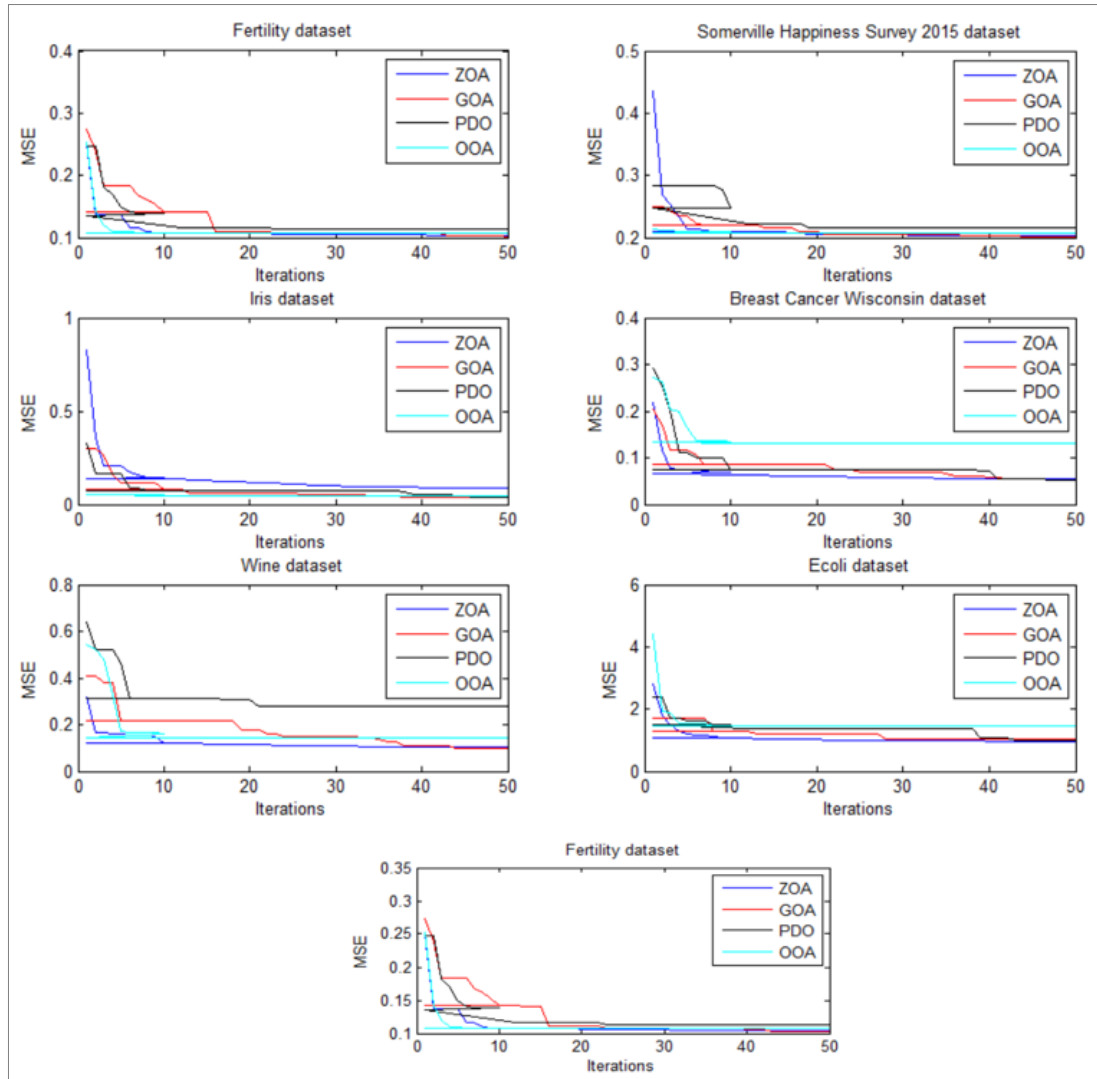 Fertility dataset
0.4
0.3
0.2
0.1
MSE
ZOA
GOA
PDO
OOA
0 10 20 30 40 50
Iterations
Somerville Happiness Survey 2015 dataset
0.5
0.4
0.3
0.2
MSE
ZOA
GOA
PDO
OOA
0 10 20 30 40 50
Iterations
Iris dataset
1
0.5
0
MSE
ZOA
GOA
PDO
OOA
0 10 20 30 40 50
Iterations
Breast Cancer Wisconsin dataset
0.4
0.3
0.2
0.1
0
MSE
ZOA
GOA
PDO
OOA
0 10 20 30 40 50
Iterations
Wine dataset
0.8
0.6
0.4
0.2
0
MSE
ZOA
GOA
PDO
OOA
0 10 20 30 40 50
Iterations
Ecoli dataset
6
4
2
0
MSE
ZOA
GOA
PDO
OOA
0 10 20 30 40 50
Iterations
Fertility dataset
0.35
0.3
0.25
0.2
0.15
0.1
MSE
ZOA
GOA
PDO
OOA
0 10 20 30 40 50
Iterations